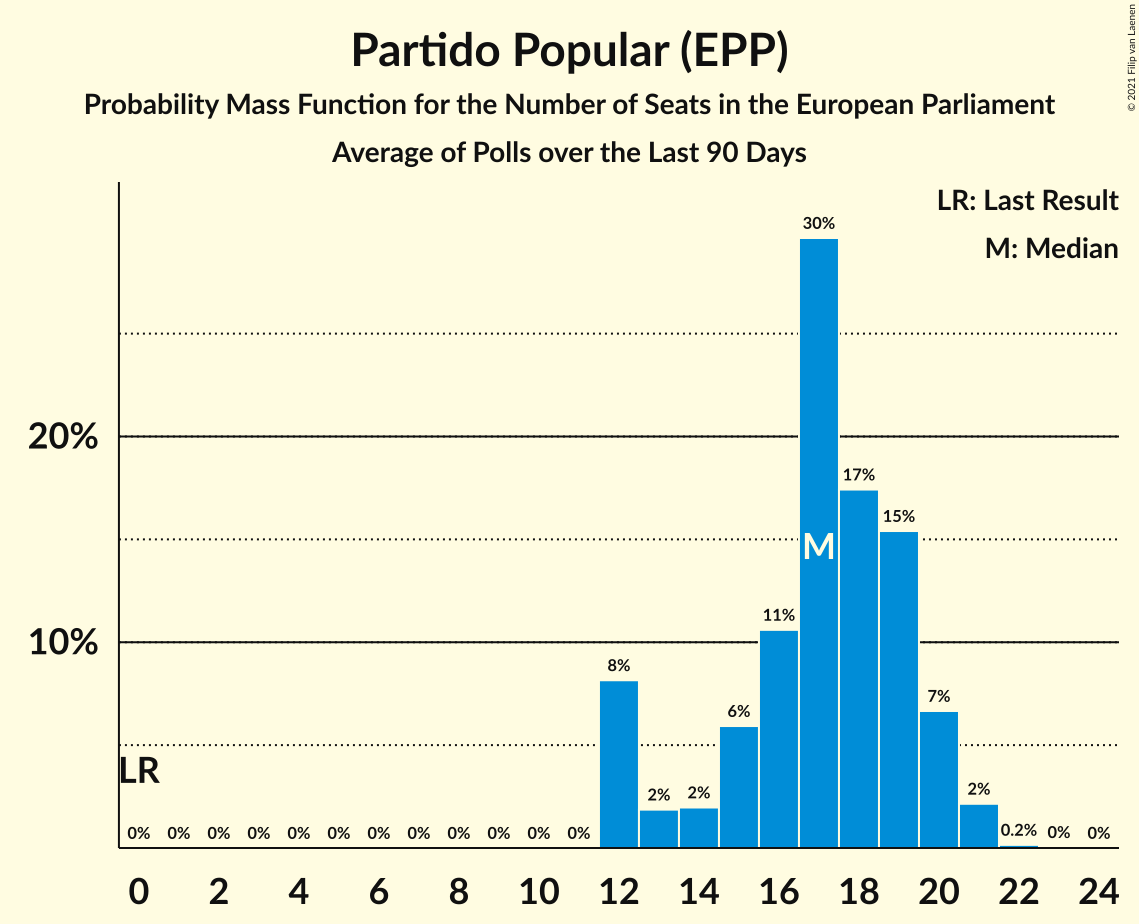 Partido Popular (EPP)
Probability Mass Function for the Number of Seats in the European Parliament
Average of Polls over the Last 90 Days
© 2021 Filip van Laenen
LR: Last Result
M: Median
20%
10%
LR
M
0% 0% 0% 0% 0% 0% 0% 0% 0% 0% 0% 0% 8% 2% 2% 6% 11% 30% 17% 15% 7% 2% 0.2% 0% 0%
0 2 4 6 8 10 12 14 16 18 20 22 24